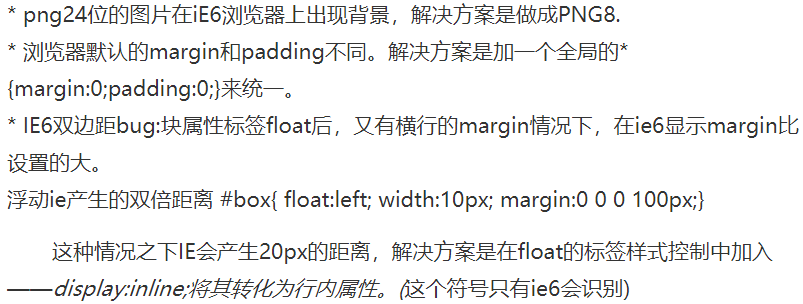 * png24位的图片在iE6浏览器上出现背景，解决方案是做成PNG8.
* 浏览器默认的margin和padding不同。解决方案是加一个全局的*
{margin:0;padding:0;}来统一。
* IE6双边距bug:块属性标签float后，又有横行的margin情况下，在ie6显示margin比
设置的大。
浮动ie产生的双倍距离 #box{ float:left; width:10px; margin:0 0 0 100px;}
这种情况之下IE会产生20px的距离，解决方案是在float的标签样式控制中加入
——display:inline;将其转化为行内属性。(这个符号只有ie6会识别)